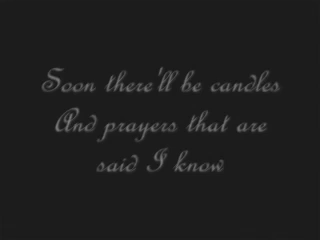 Soon there'll be candles
And prayers that are
said I know